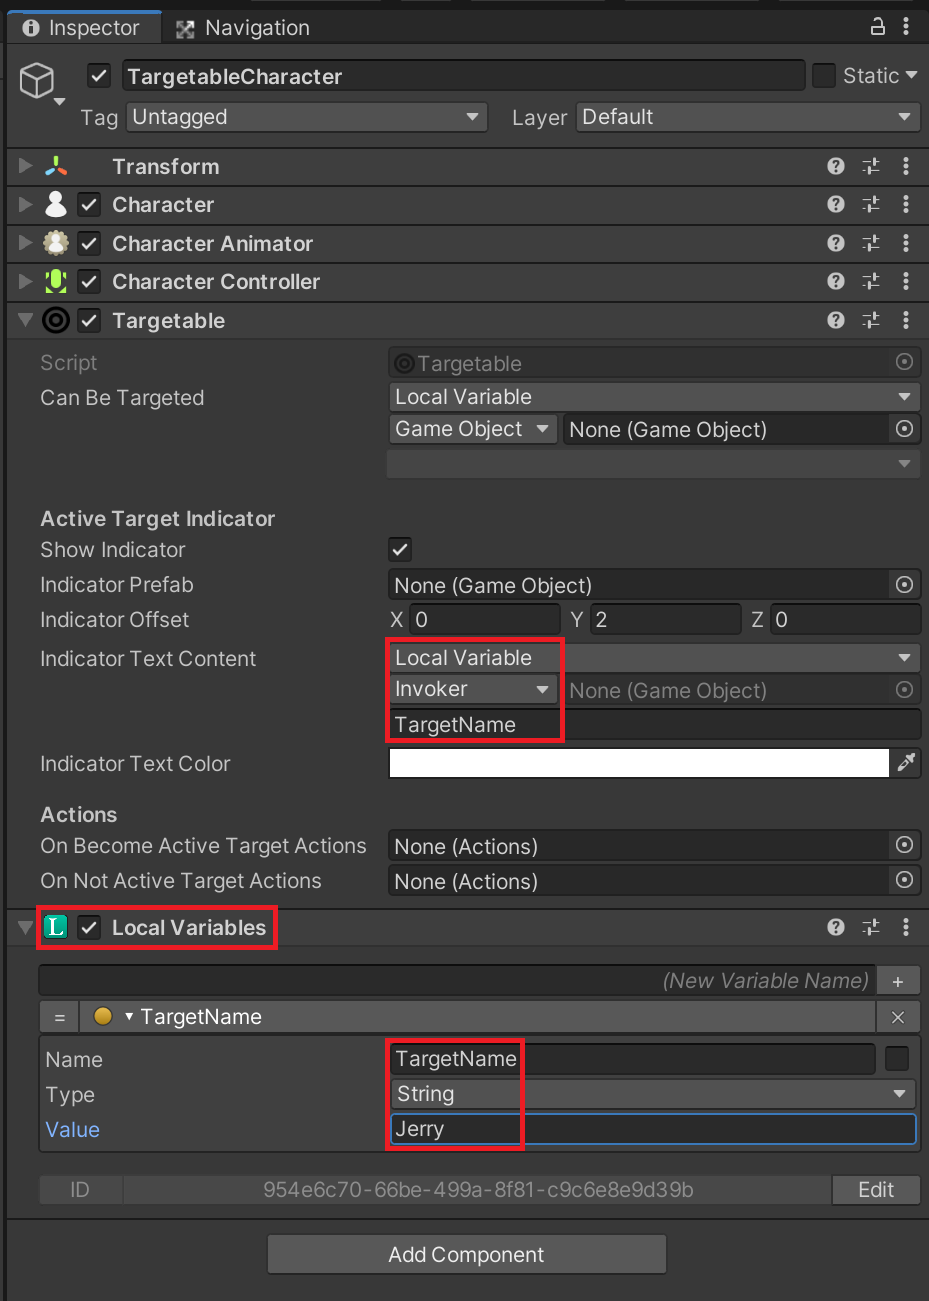 Inspector Navigation
TargetableCharacter Static
Tag Untagged Layer Default
Transform
Character
Character Animator
Character Controller
Targetable
Script Targetable
Can Be Targeted Local Variable
Game Object None (Game Object)
Active Target Indicator
Show Indicator
Indicator Prefab None (Game Object)
Indicator Offset X 0 Y 2 Z 0
Indicator Text Content Local Variable
Invoker None (Game Object)
TargetName
Indicator Text Color
Actions
On Become Active Target Actions None (Actions)
On Not Active Target Actions None (Actions)
L Local Variables
(New Variable Name) +
= TargetName
Name TargetName
Type String
Value Jerry
ID 954e6c70-66be-499a-8f81-c9c6e8e9d39b Edit
Add Component